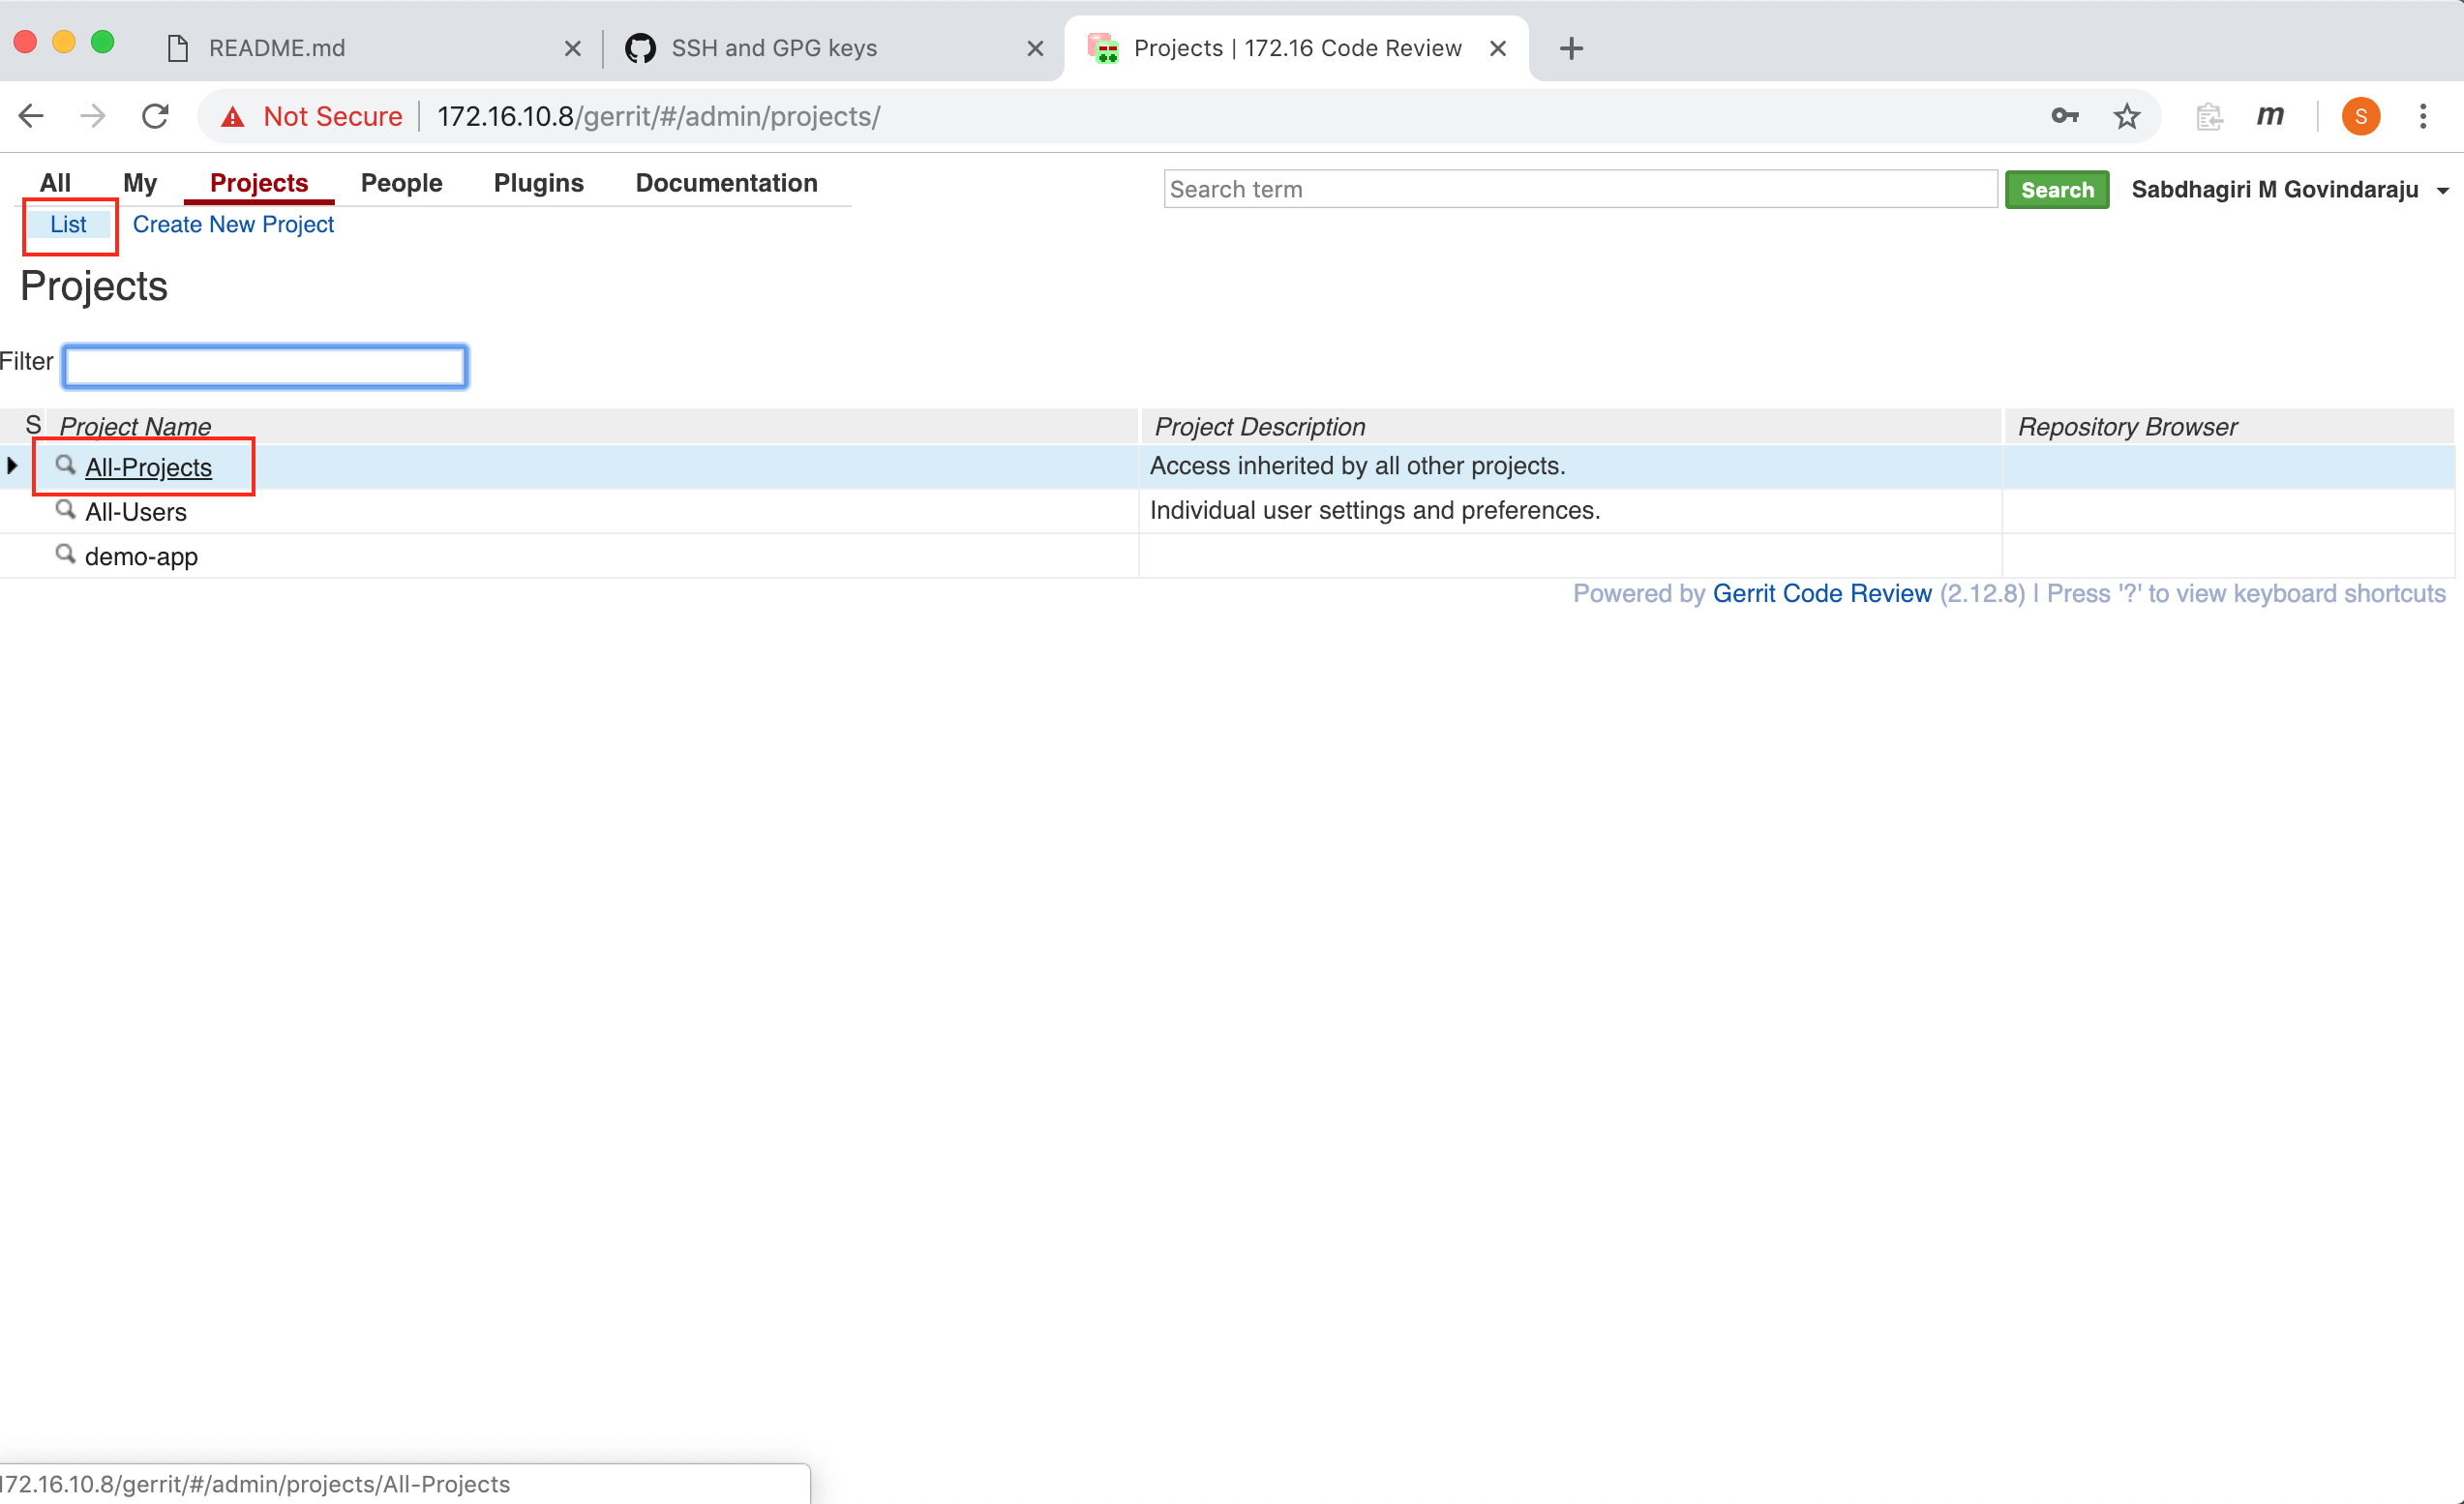 README.md
SSH and GPG keys
Projects | 172.16 Code Review
Not Secure
172.16.10.8/gerrit/#/admin/projects/
m
S
All My Projects People Plugins Documentation
Search term
Search
Sabdhagiri M Govindaraju
List Create New Project
Projects
Filter
S Project Name Project Description Repository Browser
All-Projects Access inherited by all other projects.
All-Users Individual user settings and preferences.
demo-app
Powered by Gerrit Code Review (2.12.8) | Press '?' to view keyboard shortcuts
172.16.10.8/gerrit/#/admin/projects/All-Projects